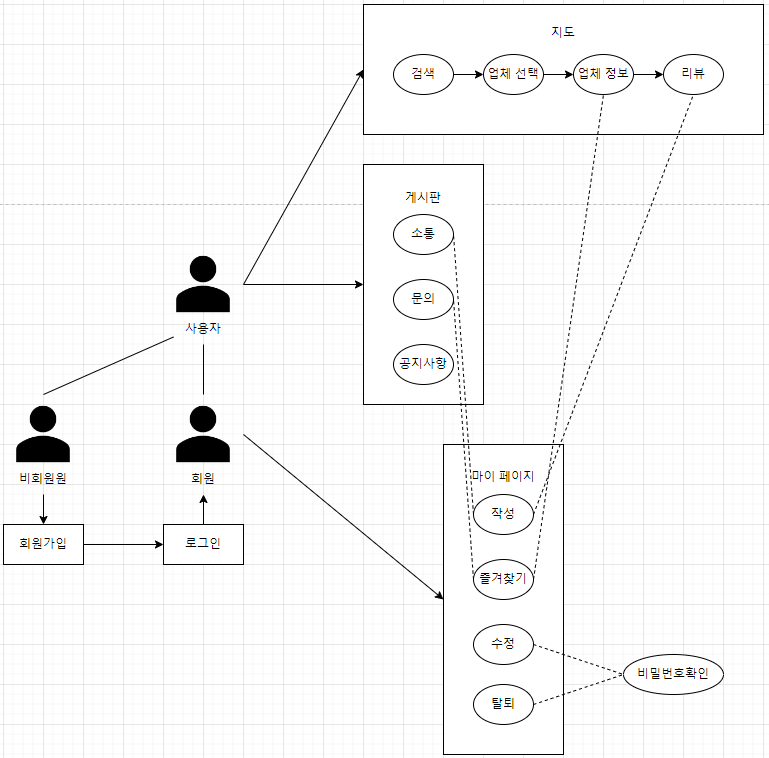 지도
검색
업체 선택
업체 정보
리뷰
게시판
소통
문의
공지사항
사용자
비회원원
회원
회원가입
로그인
마이 페이지
작성
즐겨찾기
수정
탈퇴
비밀번호확인